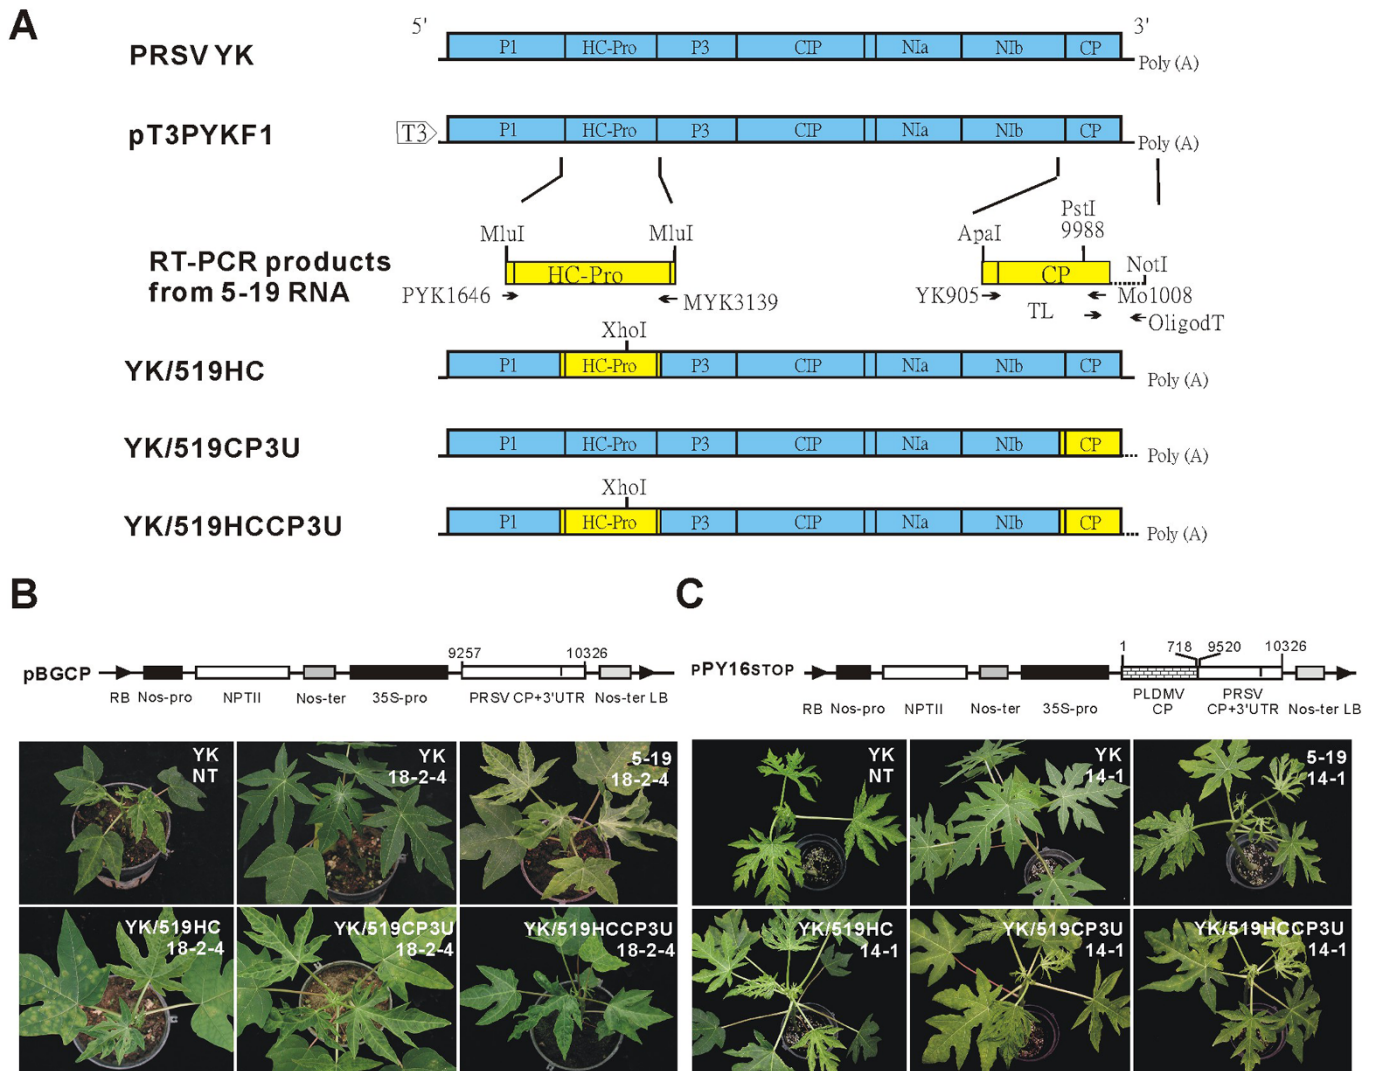 A
5' 3'
PRSV YK P1 HC-Pro P3 CIP NIa NIb CP Poly (A)
pT3PYKF1 T3 P1 HC-Pro P3 CIP NIa NIb CP Poly (A)
MluI MluI ApaI PstI
9988
NotI
RT-PCR products
from 5-19 RNA
HC-Pro CP
PYK1646 MYK3139 YK905 Mo1008
TL OligodT
XhoI
YK/519HC P1 HC-Pro P3 CIP NIa NIb CP Poly (A)
YK/519CP3U P1 HC-Pro P3 CIP NIa NIb CP Poly (A)
XhoI
YK/519HCCP3U P1 HC-Pro P3 CIP NIa NIb CP Poly (A)
B
9257 10326
pBGCP
RB Nos-pro NPTII Nos-ter 35S-pro PRSV CP+3'UTR Nos-ter LB
YK
NT
YK
18-2-4
5-19
18-2-4
YK/519HC
18-2-4
YK/519CP3U
18-2-4
YK/519HCCP3U
18-2-4
C
1 718 9520 10326
pPY16STOP
RB Nos-pro NPTII Nos-ter 35S-pro PLDMV
CP
PRSV
CP+3'UTR
Nos-ter LB
YK
NT
YK
14-1
5-19
14-1
YK/519HC
14-1
YK/519CP3U
14-1
YK/519HCCP3U
14-1